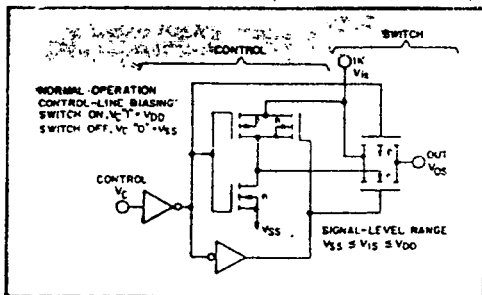 CONTROL
SWITCH
IN
Vis
"NORMAL-OPERATION
CONTROL-LINE BIASING"
SWITCH ON, VC "1" = VDD
SWITCH OFF, VC "0" = VSS
p
n
p
n
OUT
VOS
CONTROL
VC
n
VSS
SIGNAL-LEVEL RANGE
VSS ≤ VIS ≤ VDD